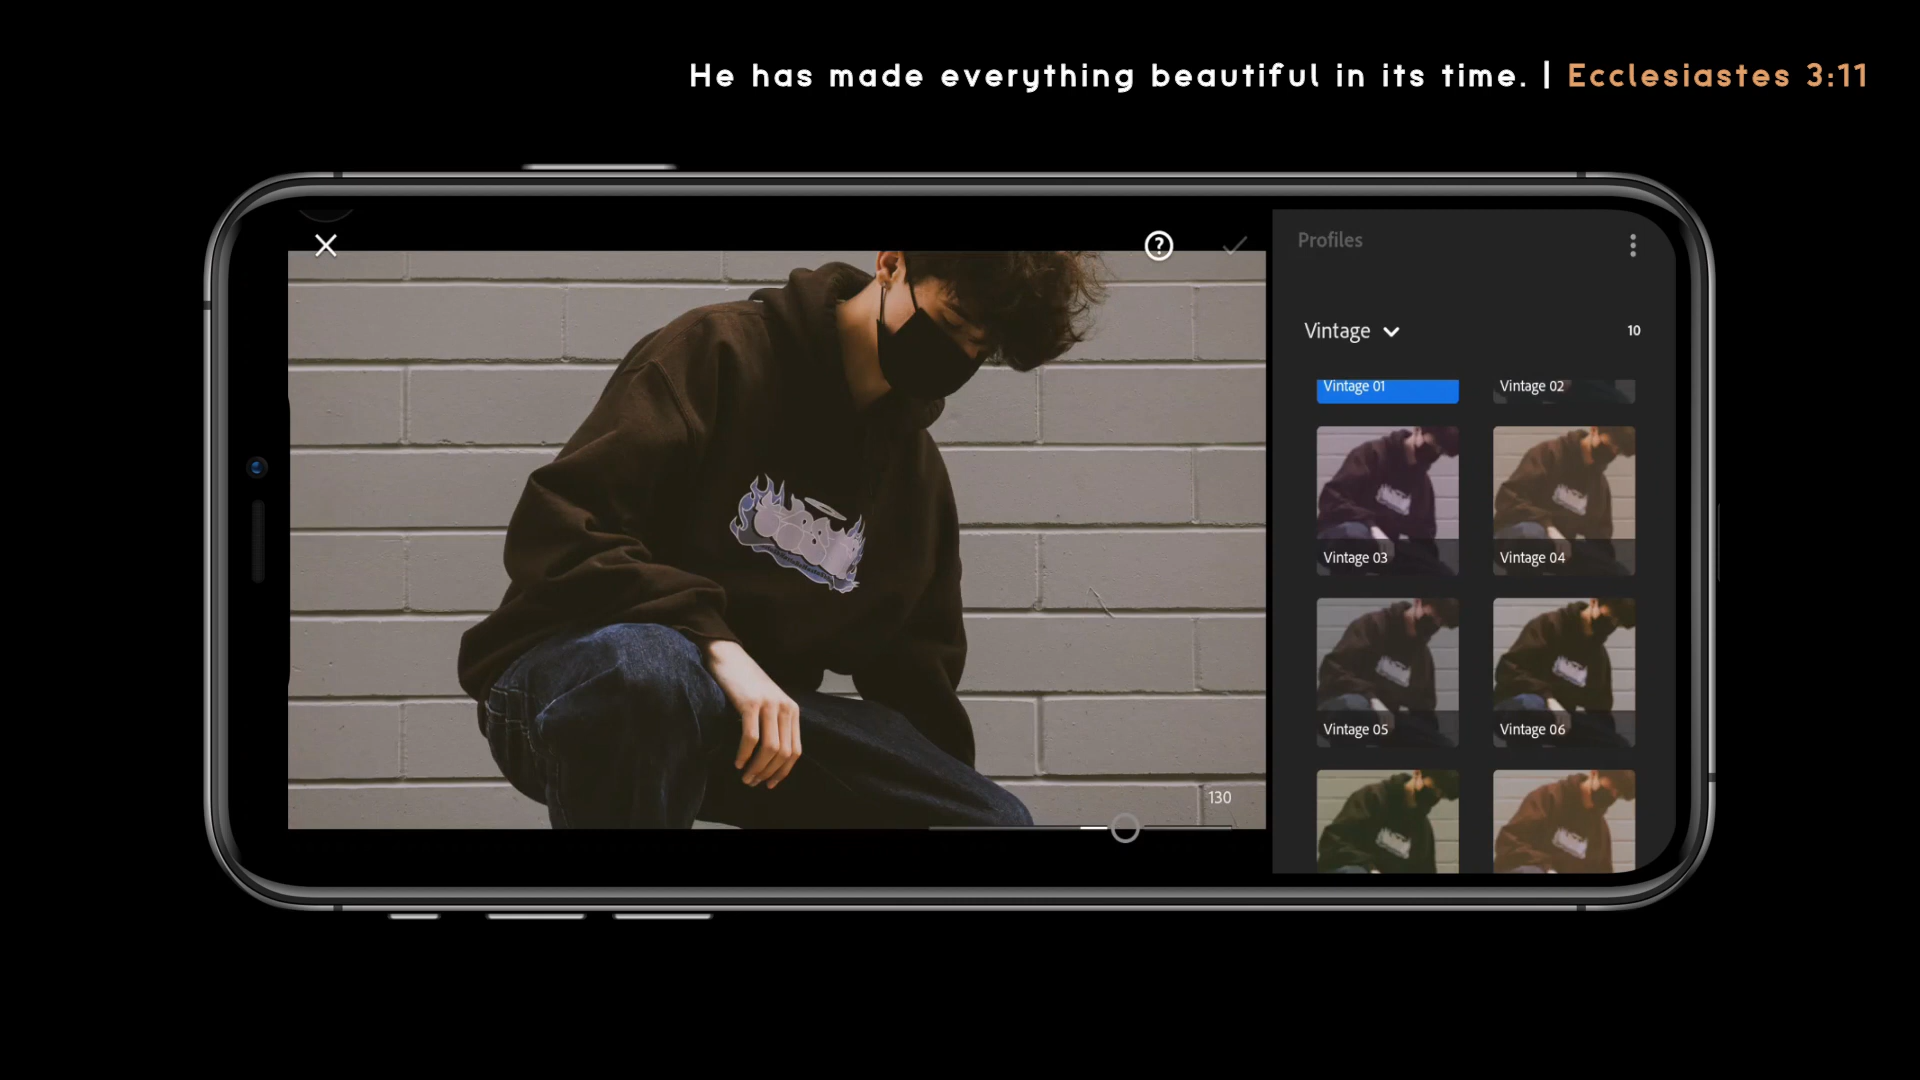 He has made everything beautiful in its time. | Ecclesiastes 3:11
Profiles
Vintage 10
Vintage 01 Vintage 02
Vintage 03 Vintage 04
Vintage 05 Vintage 06
130